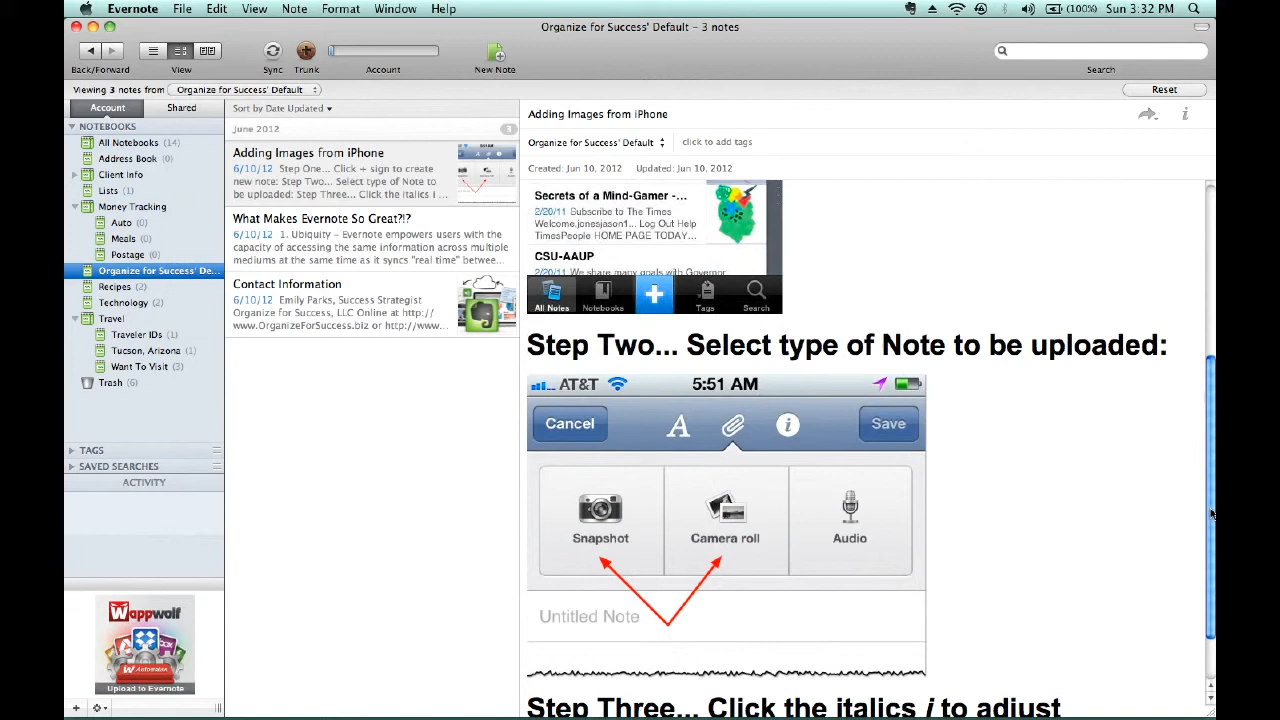 Evernote File Edit View Note Format Window Help (100%) Sun 3:32 PM
Organize for Success' Default – 3 notes
Back/Forward View Sync Trunk Account New Note Search
Viewing 3 notes from Organize for Success' Default Reset
Account Shared
NOTEBOOKS
All Notebooks (14)
Address Book (0)
Client Info
Lists (1)
Money Tracking
Auto (0)
Meals (0)
Postage (0)
Organize for Success' De...
Recipes (2)
Technology (2)
Travel
Traveler IDs (1)
Tucson, Arizona (1)
Want To Visit (3)
Trash (6)
TAGS
SAVED SEARCHES
ACTIVITY
Wappwolf
W Automator
Upload to Evernote
Sort by Date Updated
June 2012 3
Adding Images from iPhone
6/10/12 Step One... Click + sign to create
new note: Step Two... Select type of Note to
be uploaded: Step Three... Click the italics i ...
What Makes Evernote So Great?!?
6/10/12 1. Ubiquity – Evernote empowers users with the
capacity of accessing the same information across multiple
mediums at the same time as it syncs "real time" betwee...
Contact Information
6/10/12 Emily Parks, Success Strategist
Organize for Success, LLC Online at http://
www.OrganizeForSuccess.biz or http://www...
Adding Images from iPhone
Organize for Success' Default click to add tags
Created: Jun 10, 2012 Updated: Jun 10, 2012
Secrets of a Mind-Gamer -...
2/20/11 Subscribe to The Times
Welcome,jonesjason1... Log Out Help
TimesPeople HOME PAGE TODAY...
CSU-AAUP
2/20/11 We share many goals with Governor
All Notes Notebooks Tags Search
Step Two... Select type of Note to be uploaded:
AT&T 5:51 AM
Cancel A i Save
Snapshot Camera roll Audio
Untitled Note
Step Three... Click the italics i to adjust